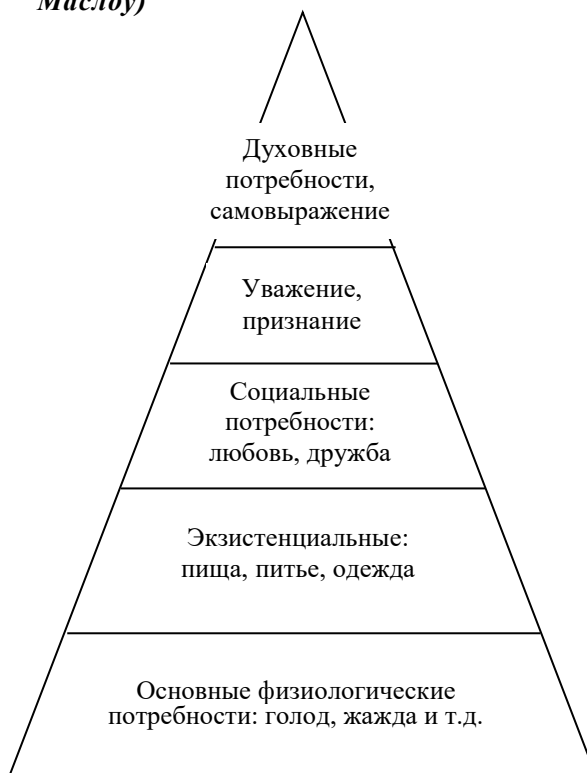 Маслоу)
Духовные
потребности,
самовыражение
Уважение,
признание
Социальные
потребности:
любовь, дружба
Экзистенциальные:
пища, питье, одежда
Основные физиологические
потребности: голод, жажда и т.д.